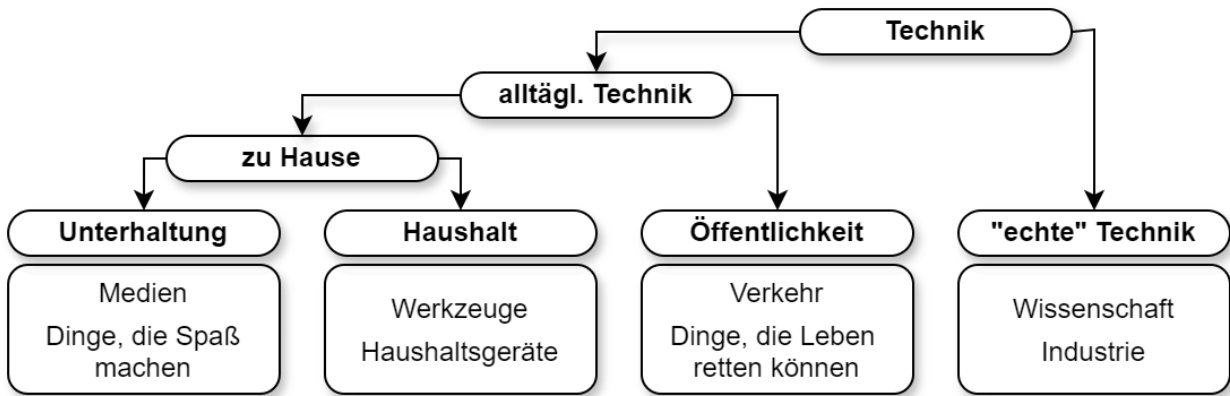 Technik
alltägl. Technik
zu Hause
Unterhaltung
Haushalt
Öffentlichkeit
"echte" Technik
Medien
Dinge, die Spaß
machen
Werkzeuge
Haushaltsgeräte
Verkehr
Dinge, die Leben
retten können
Wissenschaft
Industrie